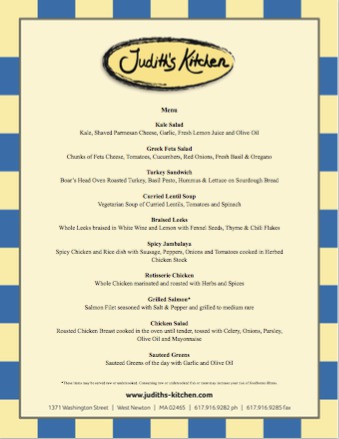 Judith's Kitchen
Menu
Kale Salad
Kale, Shaved Parmesan Cheese, Garlic, Fresh Lemon Juice and Olive Oil
Greek Feta Salad
Chunks of Feta Cheese, Tomatoes, Cucumbers, Red Onions, Fresh Basil & Oregano
Turkey Sandwich
Boar's Head Oven Roasted Turkey, Basil Pesto, Hummus & Lettuce on Sourdough Bread
Curried Lentil Soup
Vegetarian Soup of Curried Lentils, Tomatoes and Spinach
Braised Leeks
Whole Leeks braised in White Wine and Lemon with Fennel Seeds, Thyme & Chili Flakes
Spicy Jambalaya
Spicy Chicken and Rice dish with Sausage, Peppers, Onions and Tomatoes cooked in Herbed
Chicken Stock
Rotisserie Chicken
Whole Chicken marinated and roasted with Herbs and Spices
Grilled Salmon*
Salmon Filet seasoned with Salt & Pepper and grilled to medium rare
Chicken Salad
Roasted Chicken Breast cooked in the oven until tender, tossed with Celery, Onions, Parsley,
Olive Oil and Mayonnaise
Sauteed Greens
Sauteed Greens of the day with Garlic and Olive Oil
www.judiths-kitchen.com
1371 Washington Street | West Newton | MA 02465 | 617.916.9282 ph | 617.916.9285 fax